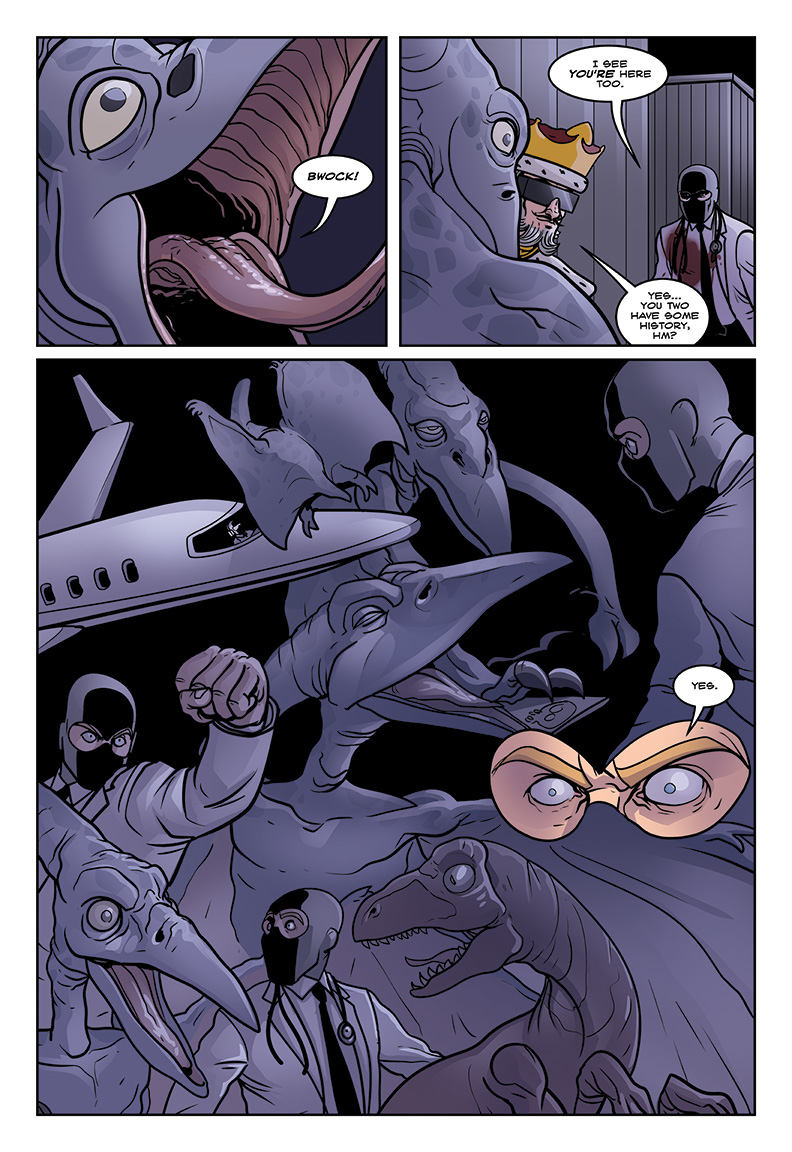 BWOCK!
I SEE
YOU'RE HERE
TOO.
YES...
YOU TWO
HAVE SOME
HISTORY,
HM?
YES.